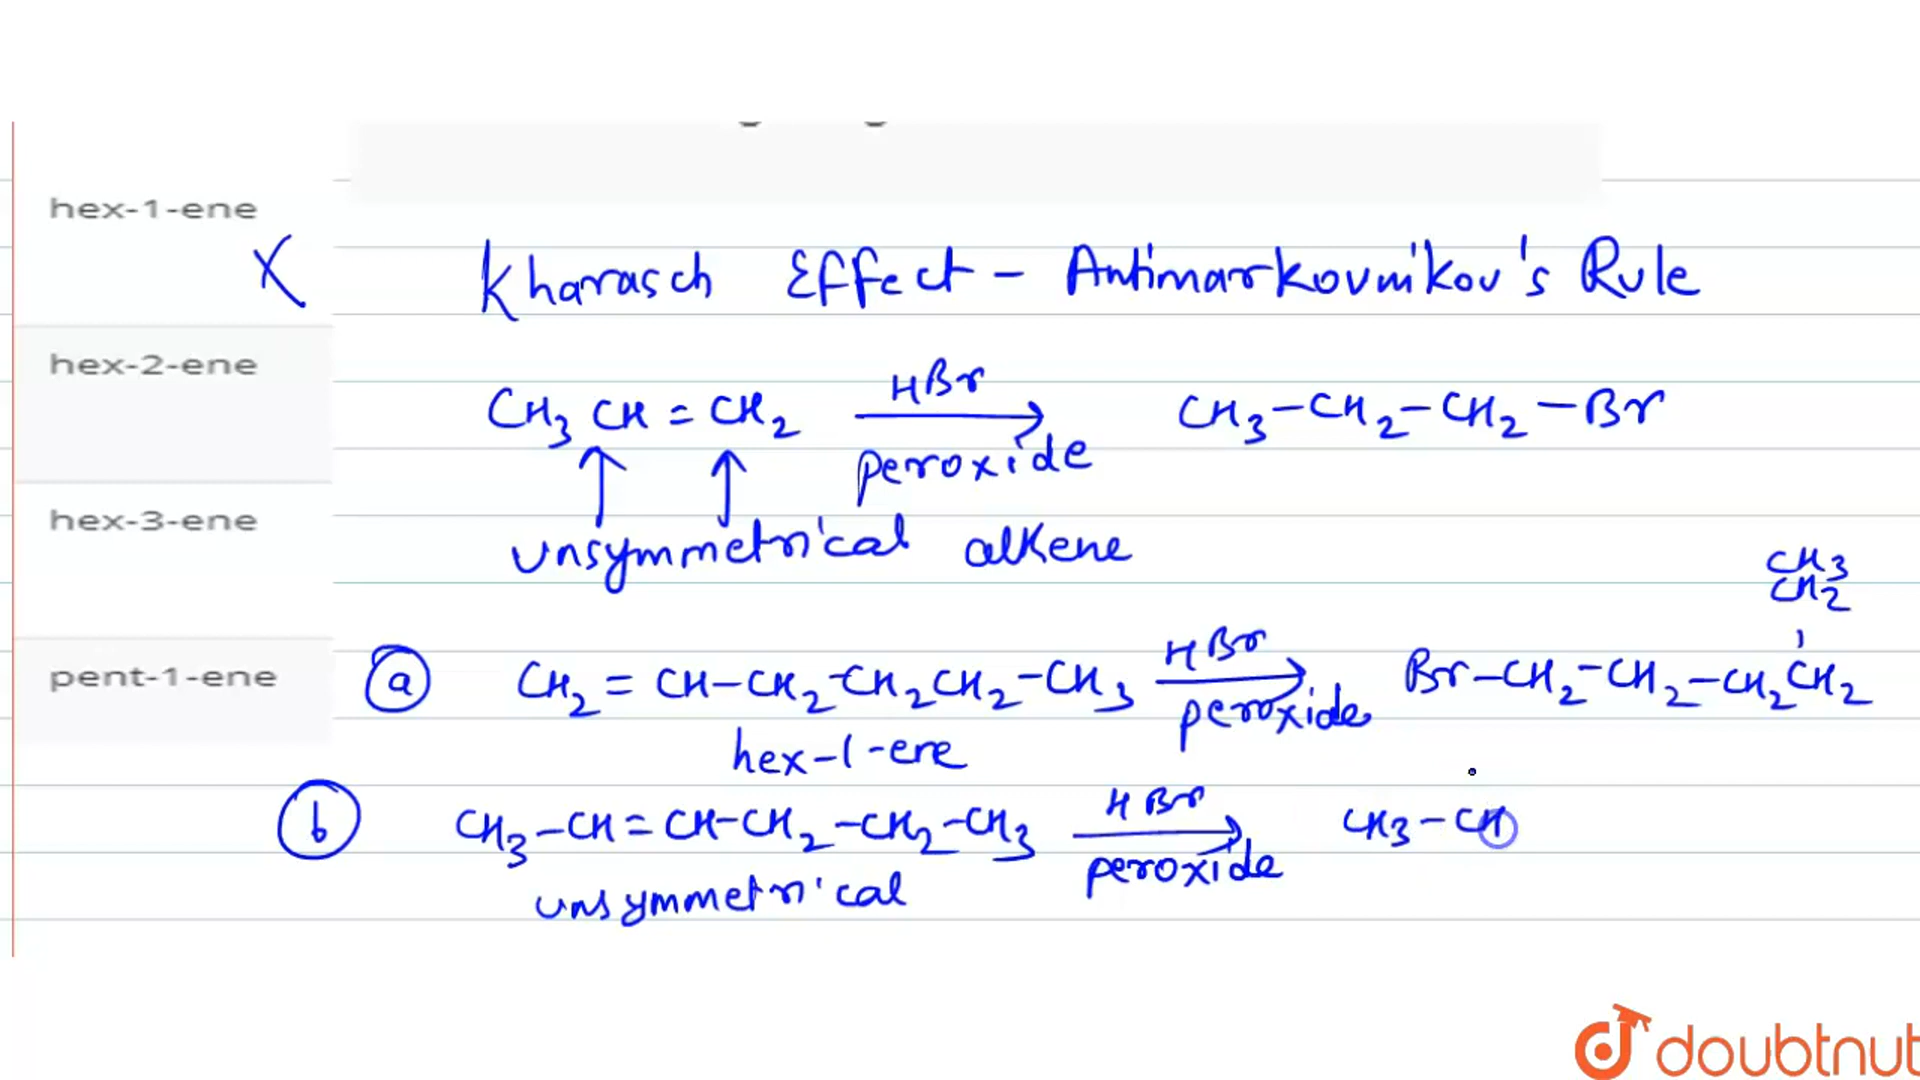 hex-1-ene
X Kharasch Effect - Antimarkovnikov's Rule
hex-2-ene
CH3 CH = CH2 HBr peroxide CH3-CH2-CH2-Br
hex-3-ene
unsymmetrical alkene
CH3
CH2
pent-1-ene
a CH2 = CH-CH2-CH2CH2-CH3 HBr peroxide Br-CH2-CH2-CH2CH2
hex-1-ene
b CH3-CH=CH-CH2-CH2-CH3 HBr peroxide CH3-CH
unsymmetrical
doubtnut